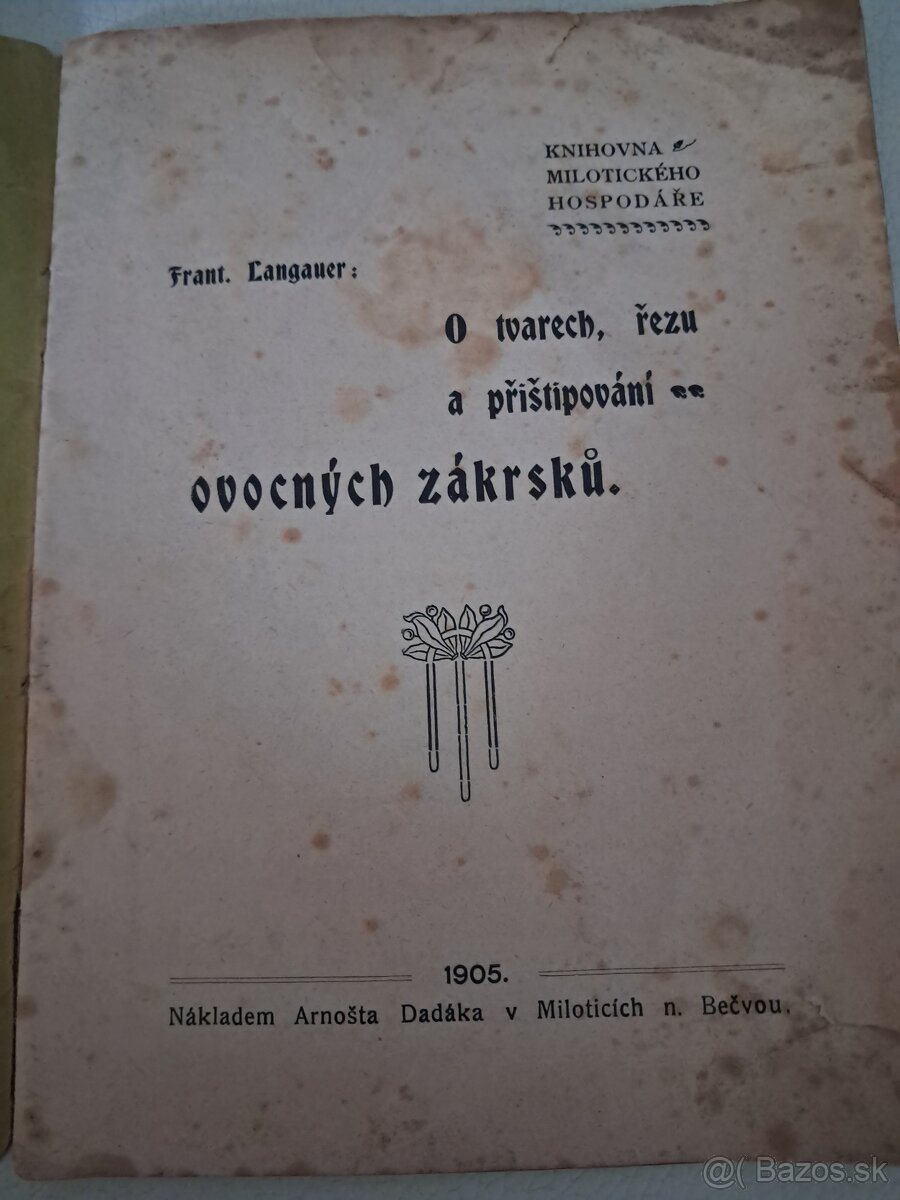 KNIHOVNA
MILOTICKÉHO
HOSPODÁŘE
Frant. Langauer:
O tvarech, řezu
a přištipování
ovocných zákrsků.
1905.
Nákladem Arnošta Dadáka v Miloticích n. Bečvou.
@( Bazos.sk